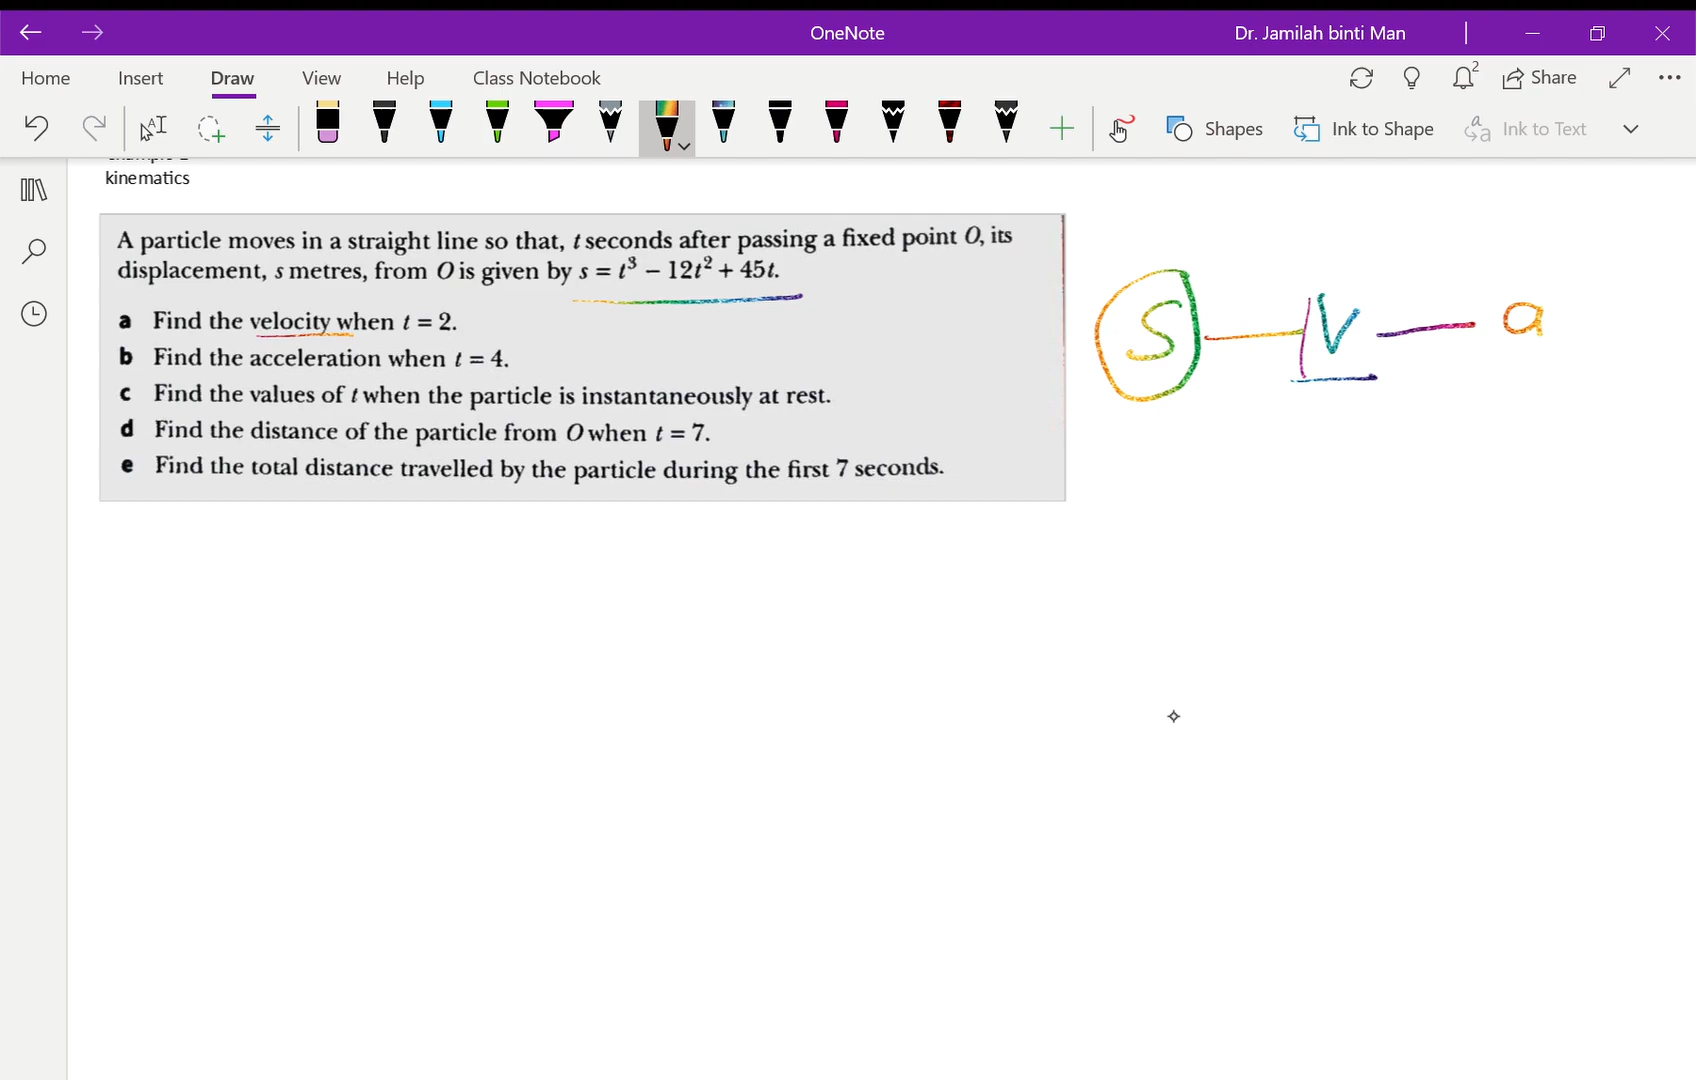 OneNote
Dr. Jamilah binti Man
Home Insert Draw View Help Class Notebook
2
Share
Shapes Ink to Shape Ink to Text
kinematics
A particle moves in a straight line so that, t seconds after passing a fixed point O, its
displacement, s metres, from O is given by s = t³ − 12t² + 45t.
a Find the velocity when t = 2.
b Find the acceleration when t = 4.
c Find the values of t when the particle is instantaneously at rest.
d Find the distance of the particle from O when t = 7.
e Find the total distance travelled by the particle during the first 7 seconds.
S — V — a